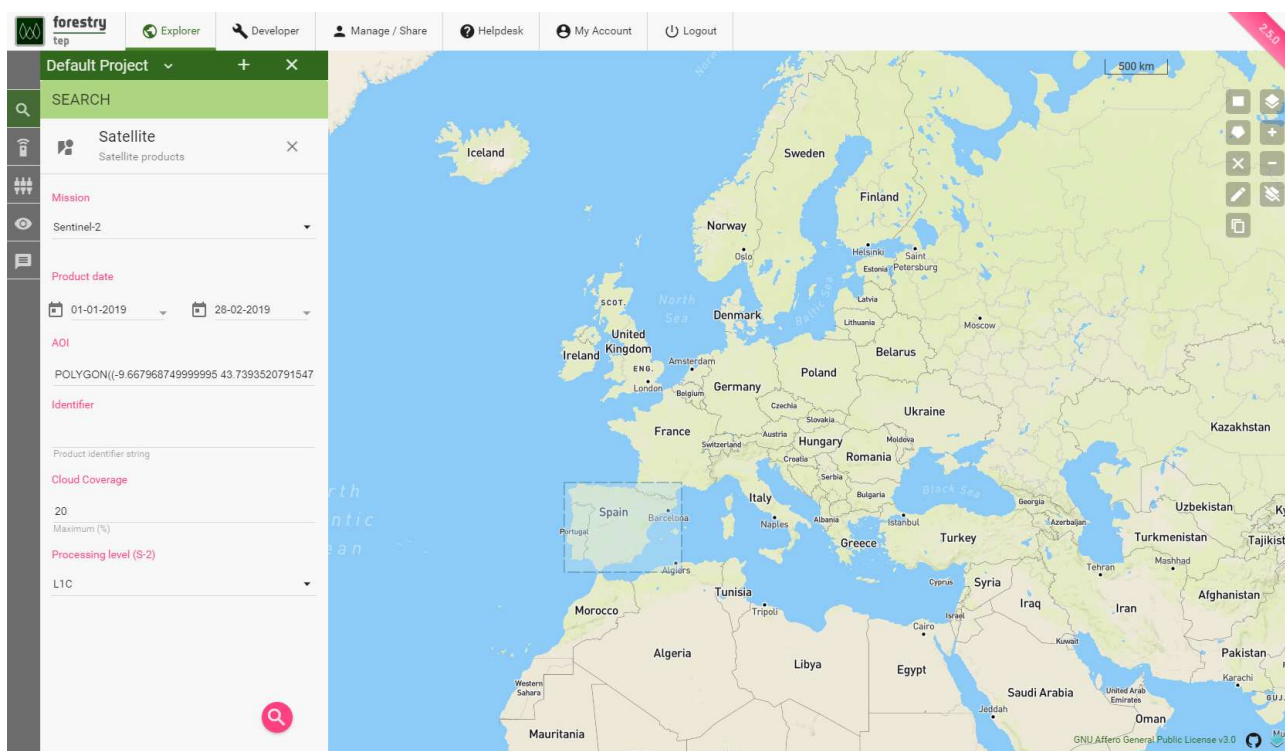 forestry
tep
Explorer
Developer
Manage / Share
Helpdesk
My Account
Logout
2.5.0
Default Project
SEARCH
Satellite
Satellite products
Mission
Sentinel-2
Product date
01-01-2019
28-02-2019
AOI
POLYGON((-9.667968749999995 43.7393520791547
Identifier
Product identifier string
Cloud Coverage
20
Maximum (%)
Processing level (S-2)
L1C
500 km
Iceland
Sweden
Finland
Norway
Oslo
Helsinki
Saint
Petersburg
Estonia
SCOT.
North
Sea
Denmark
Baltic Sea
Latvia
Lithuania
Moscow
United
Kingdom
Ireland
ENG.
London
Amsterdam
Belgium
Germany
Poland
Belarus
Czechia
Slovakia
Ukraine
Kazakhstan
France
Switzerland
Austria
Hungary
Moldova
Croatia
Romania
Serbia
Italy
Bulgaria
Black Sea
Georgia
Uzbekistan
Spain
Barcelona
Portugal
Naples
Albania
Istanbul
Azerbaijan
Greece
Turkey
Turkmenistan
Tajikist
Algiers
Tehran
Mashhad
Tunisia
Cyprus
Syria
Afghanistan
Morocco
Tripoli
Israel
Iraq
Iran
Cairo
Kuwait
Algeria
Libya
Egypt
Pakistan
Karachi
Western
Sahara
Saudi Arabia
United Arab
Emirates
GUJ.
Jeddah
Oman
Mauritania
GNU Affero General Public License v3.0